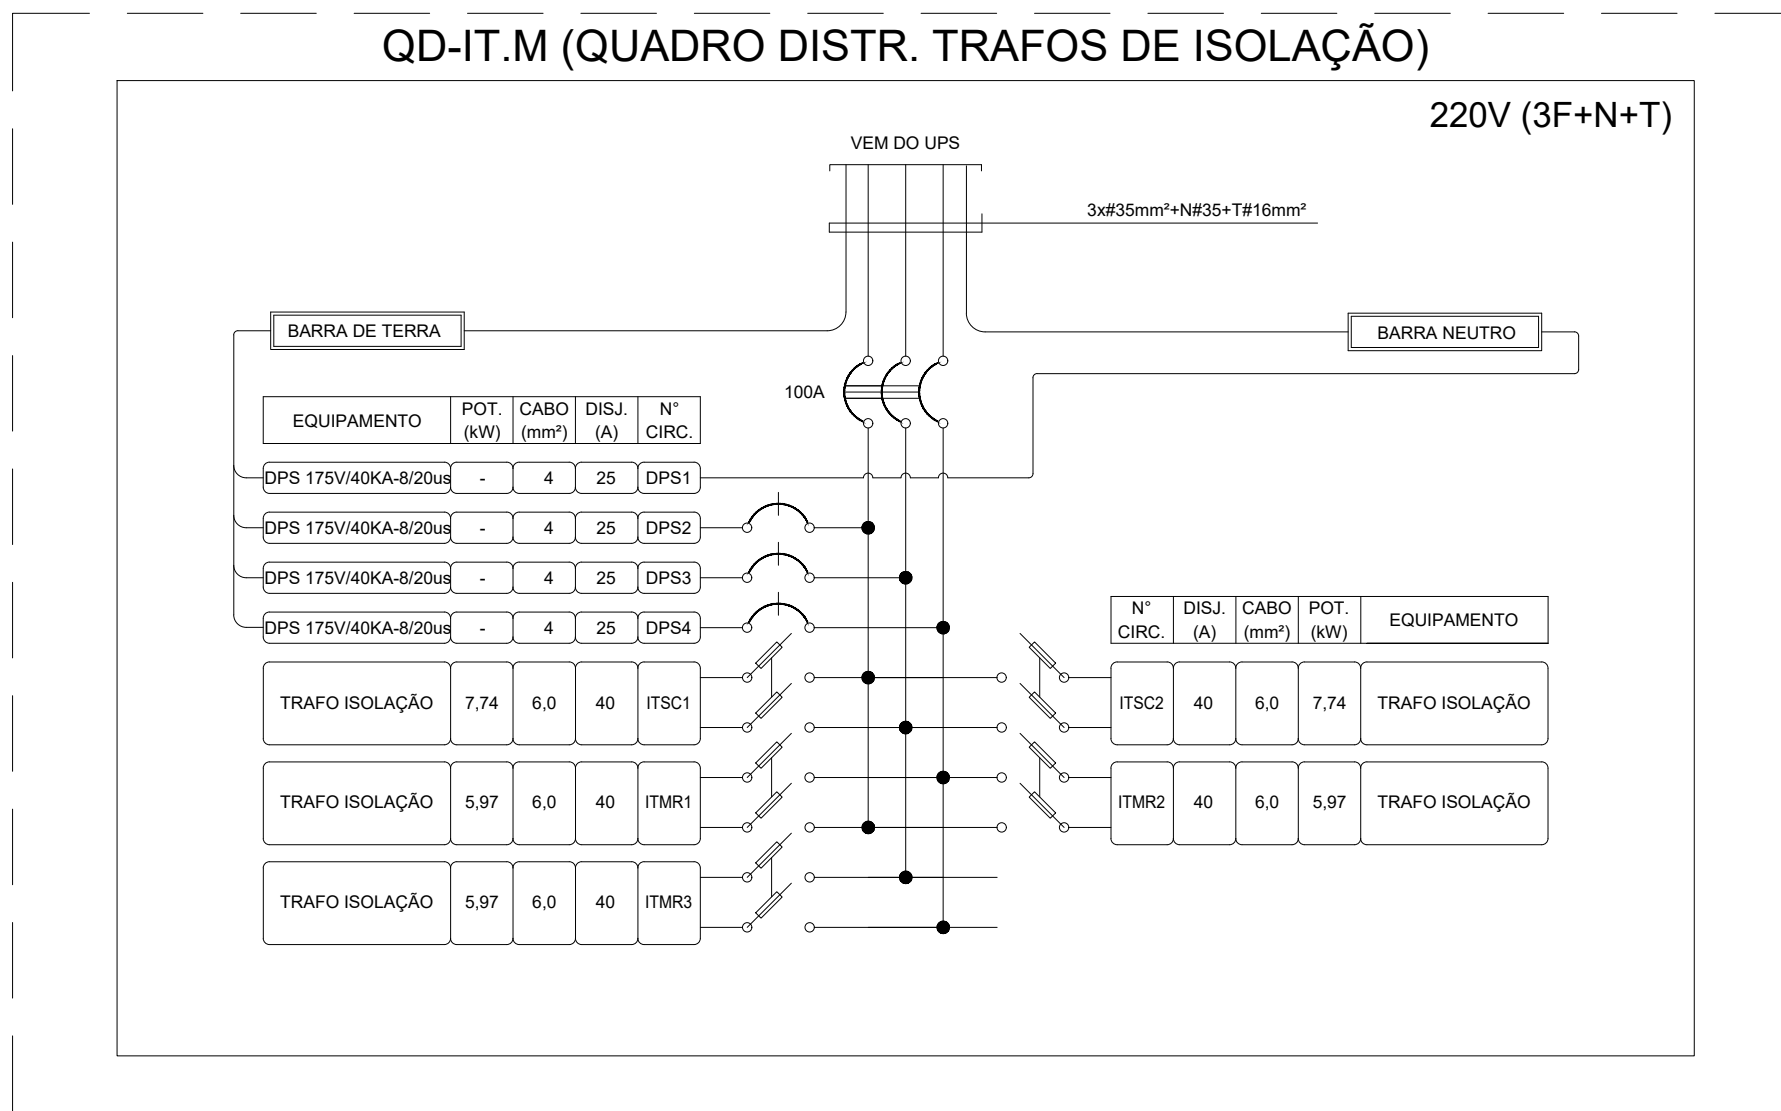 QD-IT.M (QUADRO DISTR. TRAFOS DE ISOLAÇÃO)
220V (3F+N+T)
VEM DO UPS
3x#35mm²+N#35+T#16mm²
BARRA DE TERRA
BARRA NEUTRO
100A
EQUIPAMENTO POT. (kW) CABO (mm²) DISJ. (A) N° CIRC.
DPS 175V/40KA-8/20us - 4 25 DPS1
DPS 175V/40KA-8/20us - 4 25 DPS2
DPS 175V/40KA-8/20us - 4 25 DPS3
DPS 175V/40KA-8/20us - 4 25 DPS4
TRAFO ISOLAÇÃO 7,74 6,0 40 ITSC1
TRAFO ISOLAÇÃO 5,97 6,0 40 ITMR1
TRAFO ISOLAÇÃO 5,97 6,0 40 ITMR3
N° CIRC. DISJ. (A) CABO (mm²) POT. (kW) EQUIPAMENTO
ITSC2 40 6,0 7,74 TRAFO ISOLAÇÃO
ITMR2 40 6,0 5,97 TRAFO ISOLAÇÃO